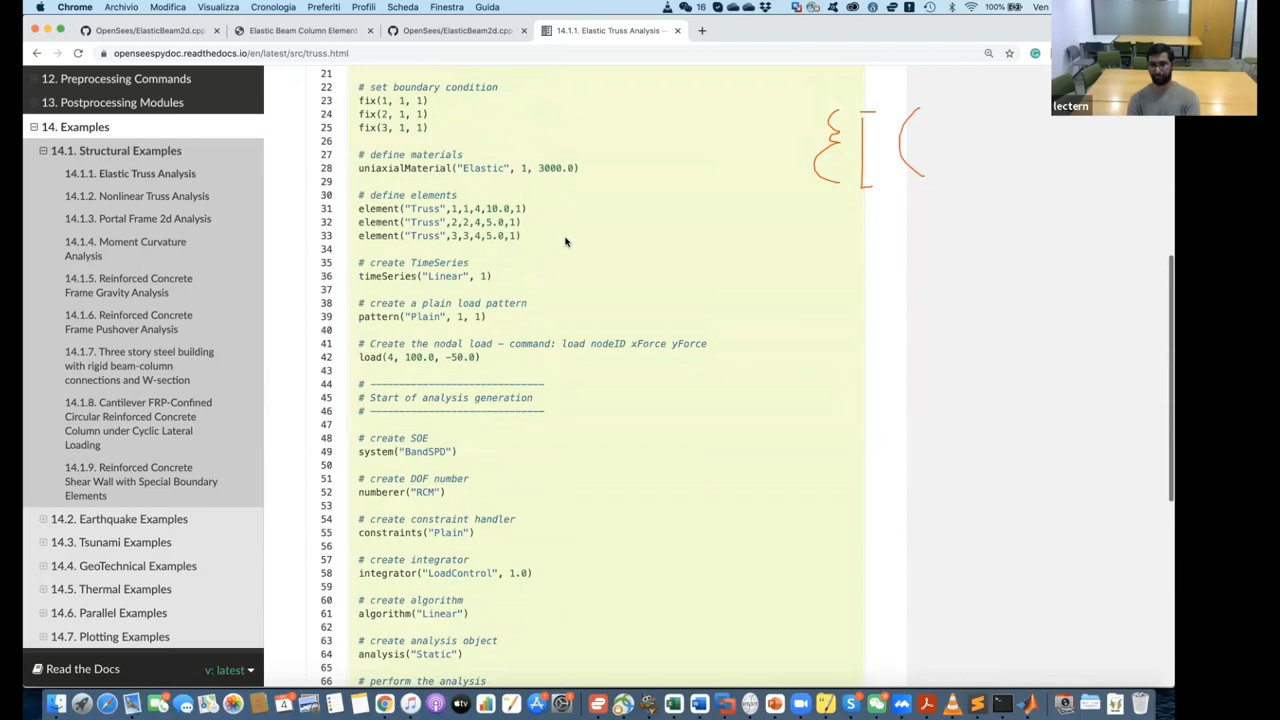 Chrome Archivio Modifica Visualizza Cronologia Preferiti Profili Scheda Finestra Guida 16 Ven
OpenSees/ElasticBeam2d.cpp × Elastic Beam Column Element × OpenSees/ElasticBeam2d.cpp × 14.1.1. Elastic Truss Analysis — × +
openseespydoc.readthedocs.io/en/latest/src/truss.html
lectern
12. Preprocessing Commands
13. Postprocessing Modules
14. Examples
14.1. Structural Examples
14.1.1. Elastic Truss Analysis
14.1.2. Nonlinear Truss Analysis
14.1.3. Portal Frame 2d Analysis
14.1.4. Moment Curvature
Analysis
14.1.5. Reinforced Concrete
Frame Gravity Analysis
14.1.6. Reinforced Concrete
Frame Pushover Analysis
14.1.7. Three story steel building
with rigid beam-column
connections and W-section
14.1.8. Cantilever FRP-Confined
Circular Reinforced Concrete
Column under Cyclic Lateral
Loading
14.1.9. Reinforced Concrete
Shear Wall with Special Boundary
Elements
14.2. Earthquake Examples
14.3. Tsunami Examples
14.4. GeoTechnical Examples
14.5. Thermal Examples
14.6. Parallel Examples
14.7. Plotting Examples
Read the Docs v: latest
21
22 # set boundary condition
23 fix(1, 1, 1)
24 fix(2, 1, 1)
25 fix(3, 1, 1)
26
27 # define materials
28 uniaxialMaterial("Elastic", 1, 3000.0)
29
30 # define elements
31 element("Truss",1,1,4,10.0,1)
32 element("Truss",2,2,4,5.0,1)
33 element("Truss",3,3,4,5.0,1)
34
35 # create TimeSeries
36 timeSeries("Linear", 1)
37
38 # create a plain load pattern
39 pattern("Plain", 1, 1)
40
41 # Create the nodal load - command: load nodeID xForce yForce
42 load(4, 100.0, -50.0)
43
44 # ------------------------------
45 # Start of analysis generation
46 # ------------------------------
47
48 # create SOE
49 system("BandSPD")
50
51 # create DOF number
52 numberer("RCM")
53
54 # create constraint handler
55 constraints("Plain")
56
57 # create integrator
58 integrator("LoadControl", 1.0)
59
60 # create algorithm
61 algorithm("Linear")
62
63 # create analysis object
64 analysis("Static")
65
66 # perform the analysis
{ [ (